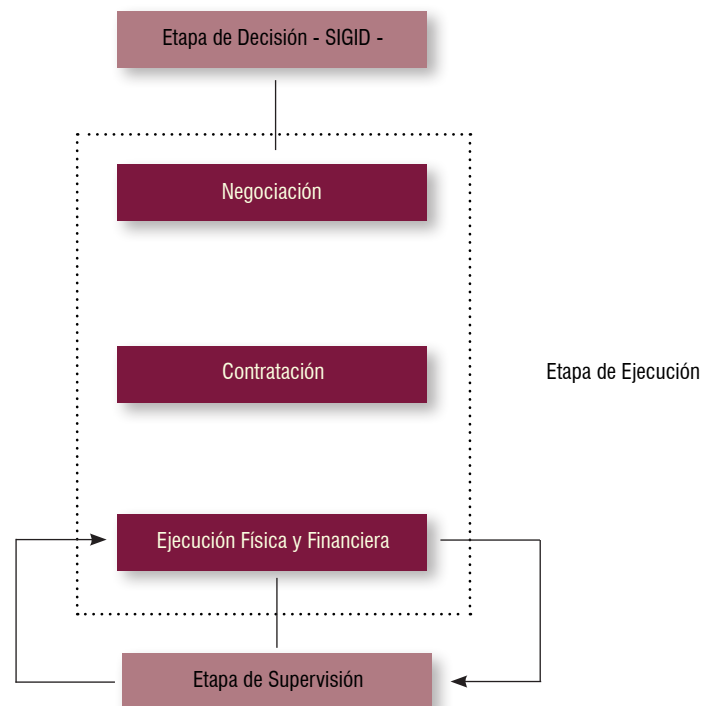 Etapa de Decisión - SIGID -
Negociación
Contratación
Etapa de Ejecución
Ejecución Física y Financiera
Etapa de Supervisión